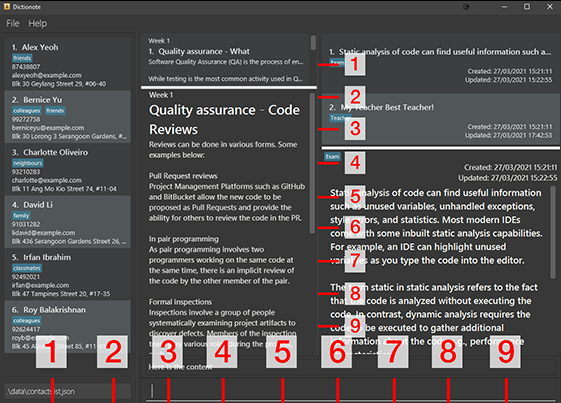 Dictionote
File Help
1. Alex Yeoh
friends
87438807
alexyeoh@example.com
Blk 30 Geylang Street 29, #06-40
2. Bernice Yu
colleagues friends
99272758
berniceyu@example.com
Blk 30 Lorong 3 Serangoon Gardens, #...
3. Charlotte Oliveiro
neighbours
93210283
charlotte@example.com
Blk 11 Ang Mo Kio Street 74, #11-04
4. David Li
family
91031282
lidavid@example.com
Blk 436 Serangoon Gardens Street 26, ...
5. Irfan Ibrahim
classmates
92492021
irfan@example.com
Blk 47 Tampines Street 20, #17-35
6. Roy Balakrishnan
colleagues
92624417
royb@example.com
Blk 45 Street 85, #11-
.\data\contactslist.json
Week 1
1. Quality assurance - What
Software Quality Assurance (QA) is the process of en...
While testing is the most common activity used in Q...
Week 1
Quality assurance - Code
Reviews
Reviews can be done in various forms. Some
examples below:
Pull Request reviews
Project Management Platforms such as GitHub
and BitBucket allow the new code to be
proposed as Pull Requests and provide the
ability for others to review the code in the PR.
In pair programming
As pair programming involves two
programmers working on the same code at
the same time, there is an implicit review of
the code by the other member of the pair.
Formal inspections
Inspections involve a group of people
systematically examining project artifacts to
discover defects. Members of the inspection
team various roles during the process
Here is the content
1. Static analysis of code can find useful information such a...
Exam
Created: 27/03/2021 15:21:11
Updated: 27/03/2021 15:22:55
2. My Teacher Best Teacher!
Teacher
Created: 27/03/2021 15:21:11
Updated: 27/03/2021 17:42:53
Exam
Created: 27/03/2021 15:21:11
Updated: 27/03/2021 15:22:55
Static analysis of code can find useful information
such as unused variables, unhandled exceptions,
style errors, and statistics. Most modern IDEs
come with some inbuilt static analysis capabilities.
For example, an IDE can highlight unused
variables as you type the code into the editor.
The term static in static analysis refers to the fact
that the code is analyzed without executing the
code. In contrast, dynamic analysis requires the
code to be executed to gather additional
information about the code e.g., performance
characteristics
1
2
3
4
5
6
7
8
9
1 2 3 4 5 6 7 8 9